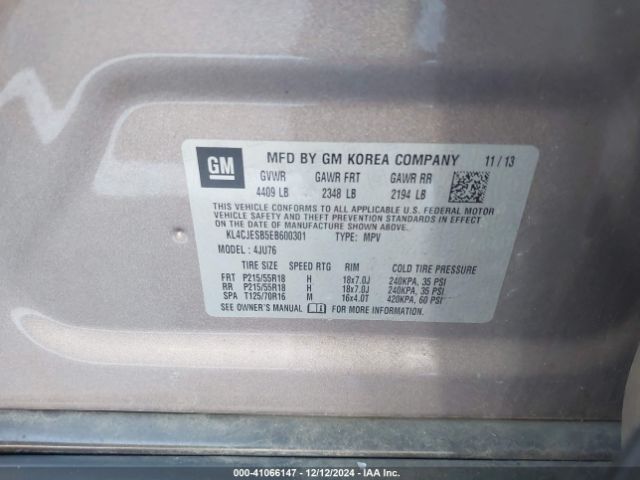 GM
MFD BY GM KOREA COMPANY 11/13
GVWR GAWR FRT GAWR RR
4409 LB 2348 LB 2194 LB
THIS VEHICLE CONFORMS TO ALL APPLICABLE U.S. FEDERAL MOTOR
VEHICLE SAFETY AND THEFT PREVENTION STANDARDS IN EFFECT
ON THE DATE OF MANUFACTURE SHOWN ABOVE.
KL4CJESB5EB600301 TYPE: MPV
MODEL : 4JU76
TIRE SIZE SPEED RTG RIM COLD TIRE PRESSURE
FRT P215/55R18 H 18x7.0J 240KPA, 35 PSI
RR P215/55R18 H 18x7.0J 240KPA, 35 PSI
SPA T125/70R16 M 16x4.0T 420KPA, 60 PSI
SEE OWNER'S MANUAL FOR MORE INFORMATION.
000-41066147 - 12/12/2024 - IAA Inc.